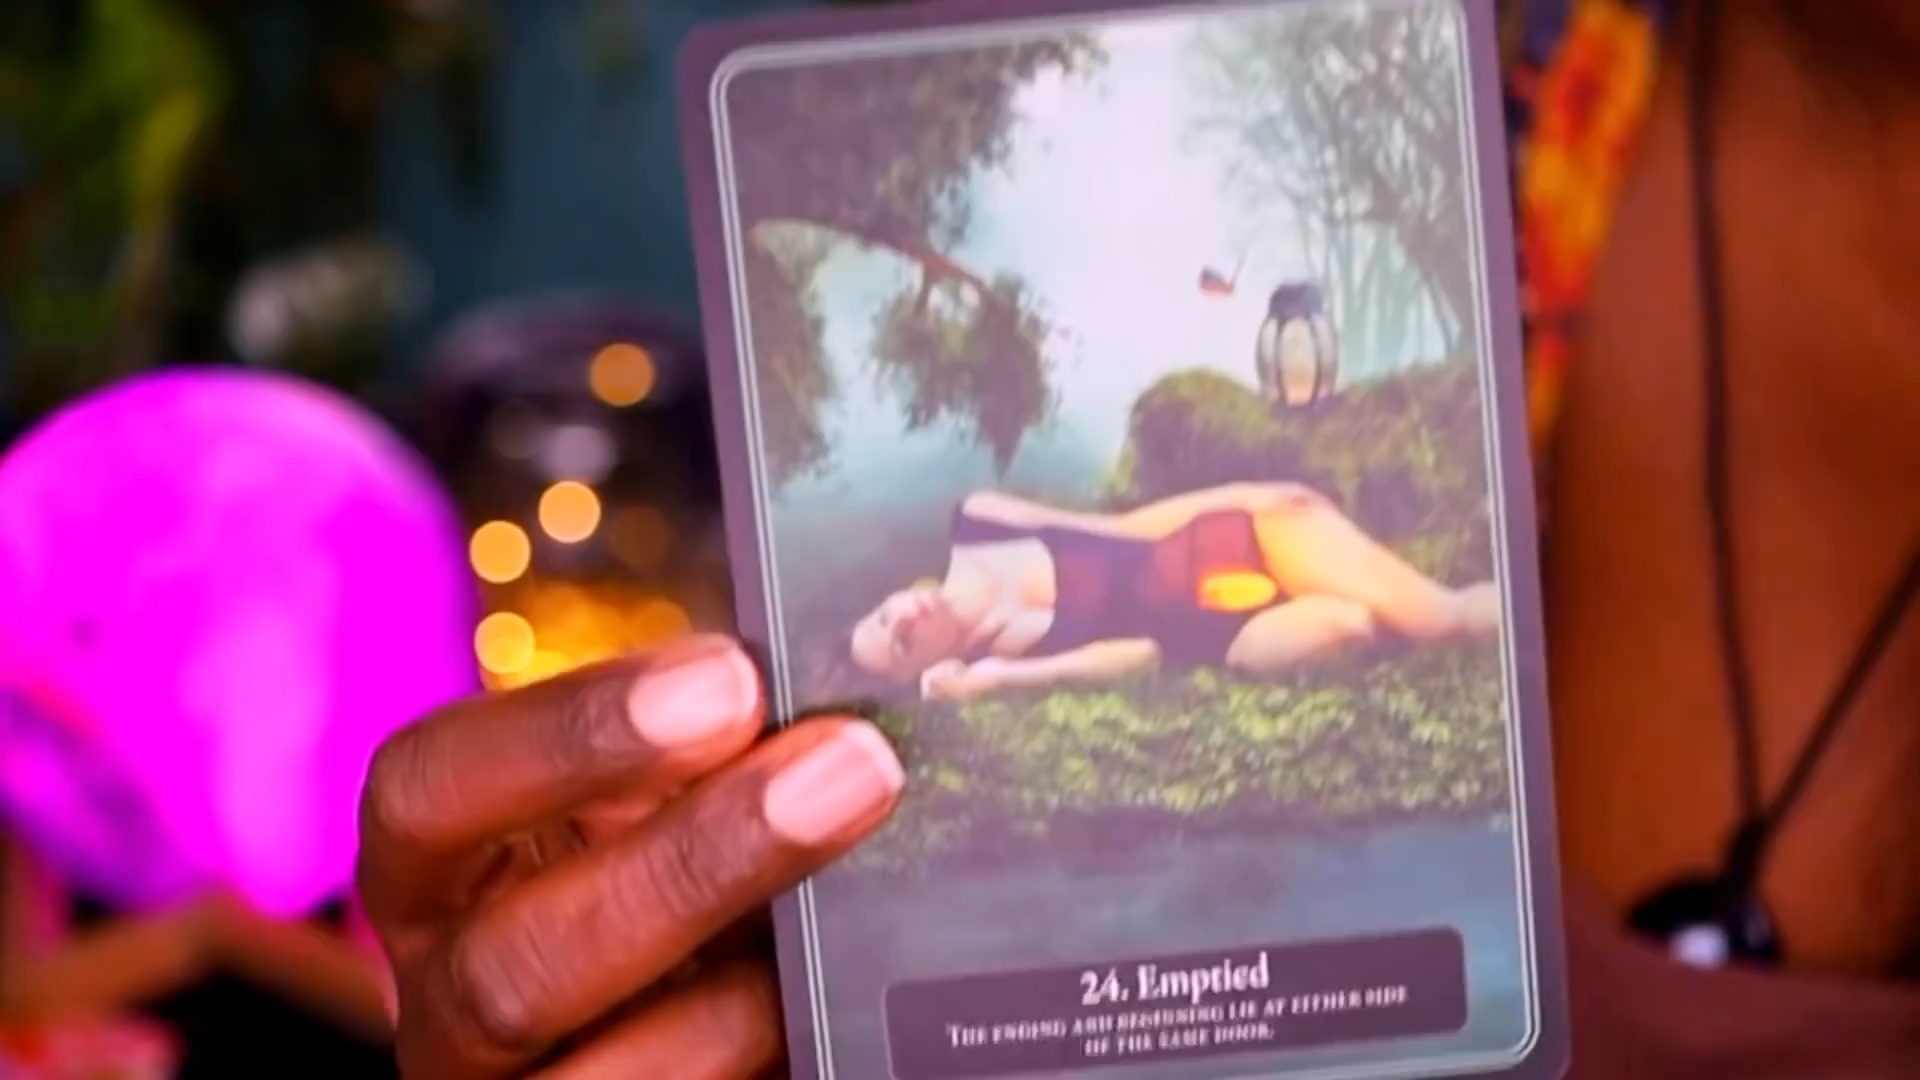 24. Emptied
The ending and beginning lie at either side
of the same door.